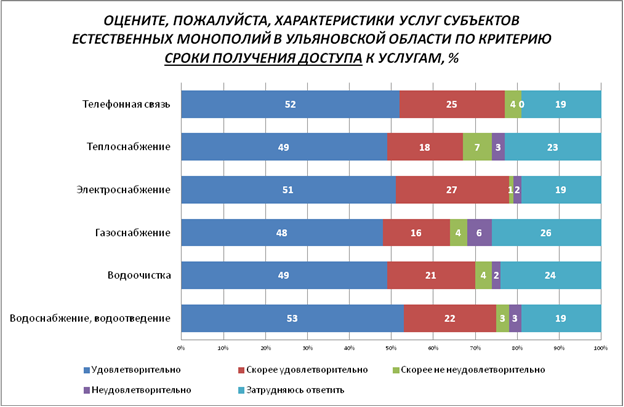 ОЦЕНИТЕ, ПОЖАЛУЙСТА, ХАРАКТЕРИСТИКИ УСЛУГ СУБЪЕКТОВ
ЕСТЕСТВЕННЫХ МОНОПОЛИЙ В УЛЬЯНОВСКОЙ ОБЛАСТИ ПО КРИТЕРИЮ
СРОКИ ПОЛУЧЕНИЯ ДОСТУПА К УСЛУГАМ, %
Телефонная связь 52 25 4 0 19
Теплоснабжение 49 18 7 3 23
Электроснабжение 51 27 1 2 19
Газоснабжение 48 16 4 6 26
Водоочистка 49 21 4 2 24
Водоснабжение, водоотведение 53 22 3 3 19
0% 10% 20% 30% 40% 50% 60% 70% 80% 90% 100%
Удовлетворительно Скорее удовлетворительно Скорее не неудовлетворительно
Неудовлетворительно Затрудняюсь ответить